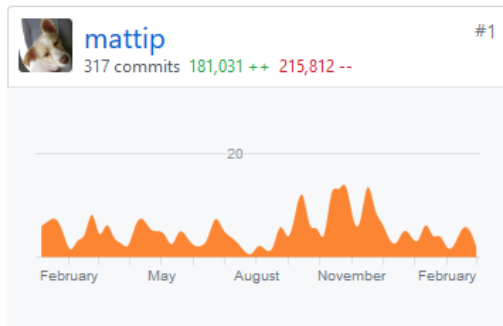 mattip
#1
317 commits 181,031 ++ 215,812 --
20
February May August November February